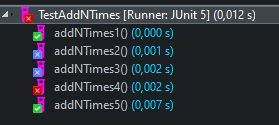 TestAddNTimes [Runner: JUnit 5] (0,012 s)
addNTimes1() (0,000 s)
addNTimes2() (0,001 s)
addNTimes3() (0,002 s)
addNTimes4() (0,002 s)
addNTimes5() (0,007 s)